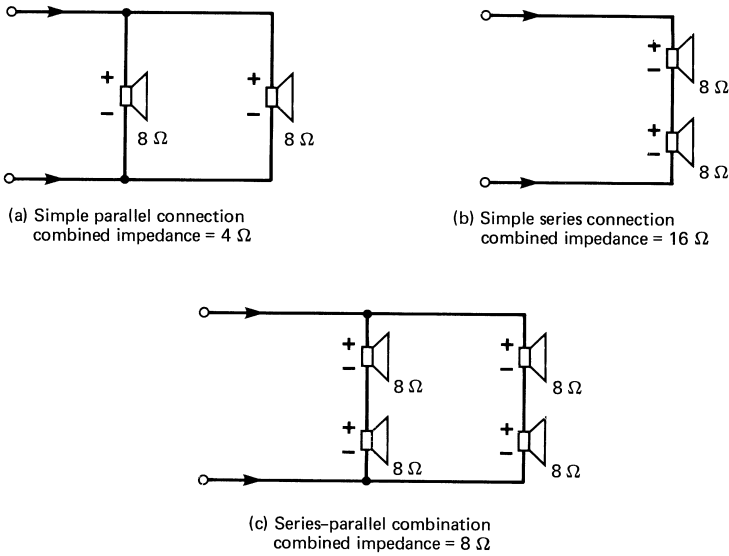 +
−
8 Ω
+
−
8 Ω
(a) Simple parallel connection
combined impedance = 4 Ω
+
−
8 Ω
+
−
8 Ω
(b) Simple series connection
combined impedance = 16 Ω
+
−
8 Ω
+
−
8 Ω
+
−
8 Ω
+
−
8 Ω
(c) Series–parallel combination
combined impedance = 8 Ω